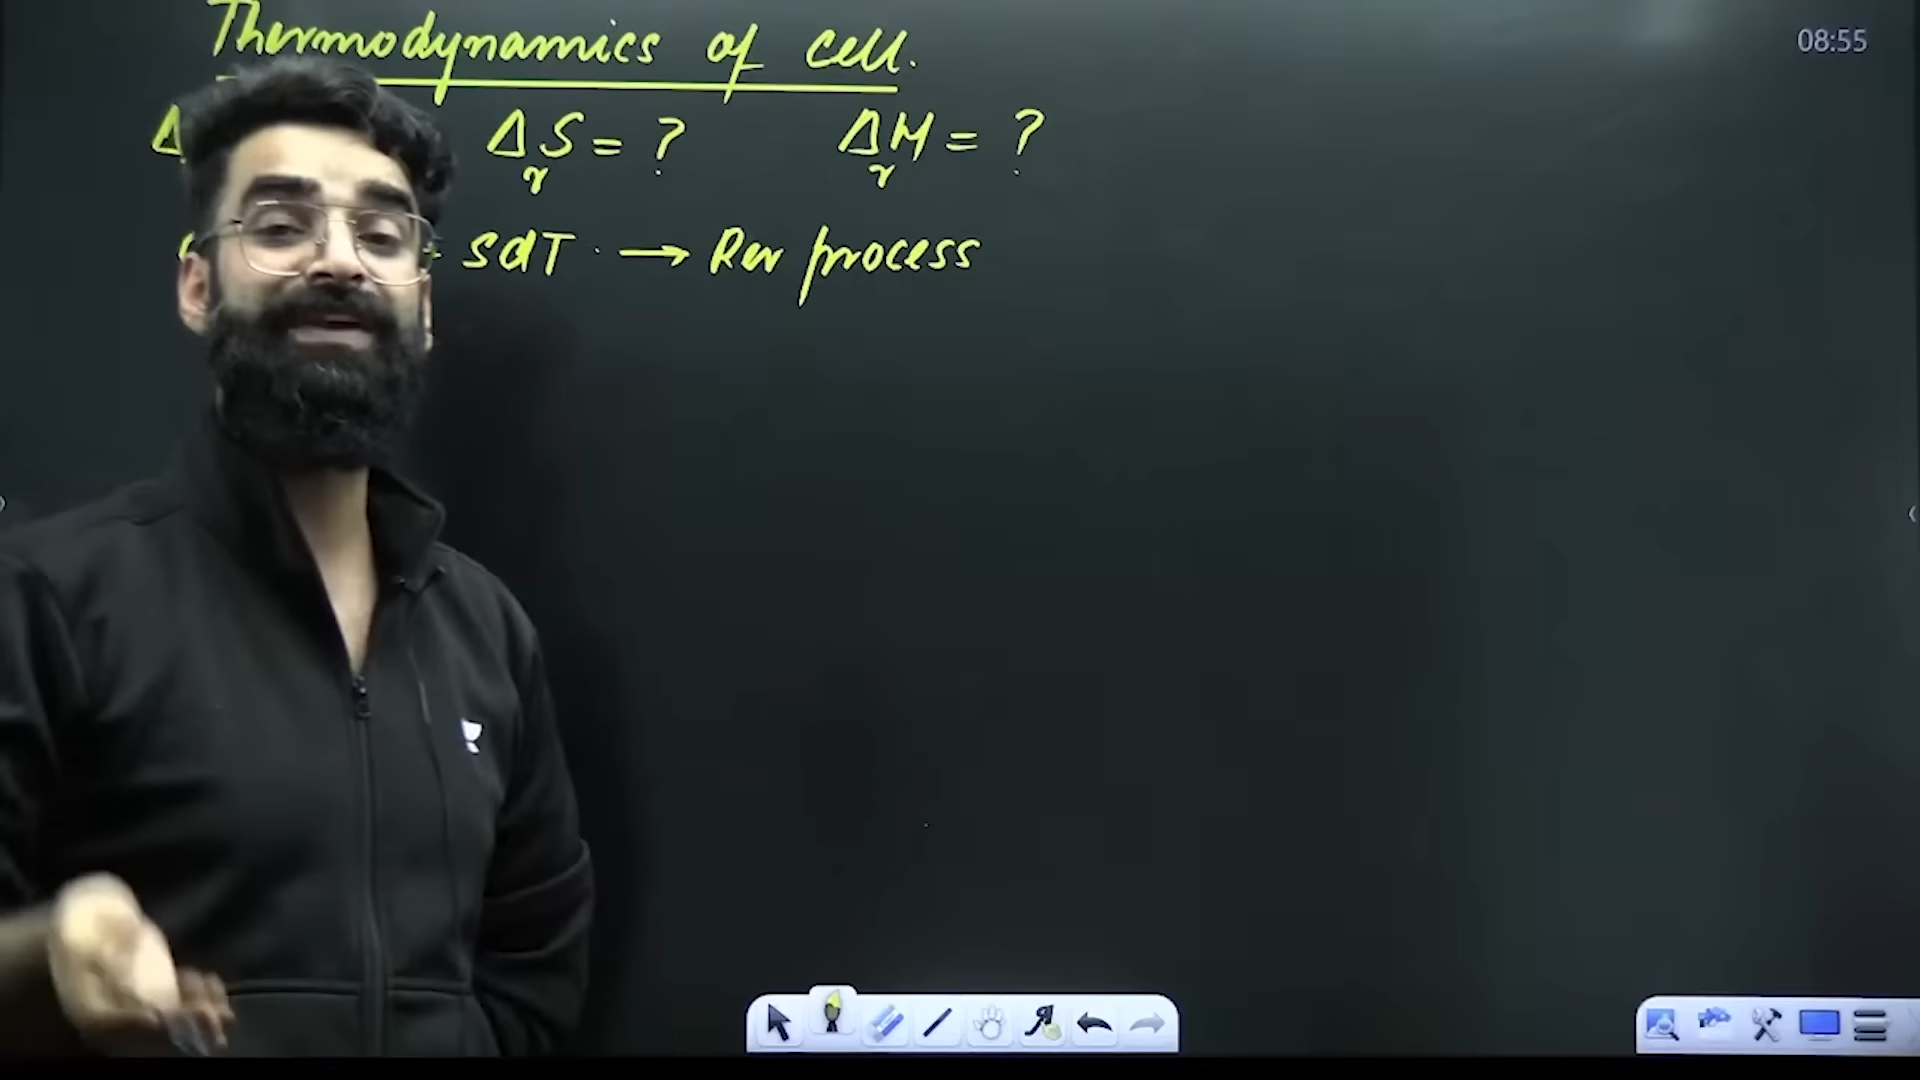 Thermodynamics of cell.
Δ ΔrS = ? ΔrH = ?
SdT → Rev process
08:55